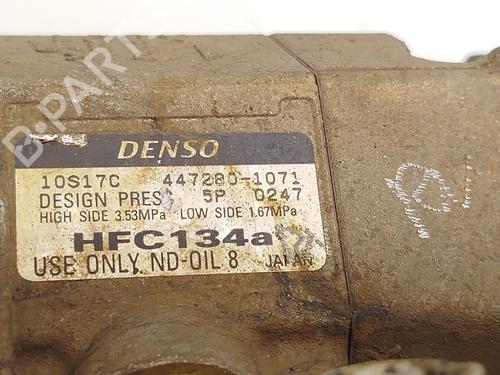 DENSO
10S17C 447280-1071
DESIGN PRES 5P 0247
HIGH SIDE 3.53MPa LOW SIDE 1.67MPa
HFC134a
USE ONLY ND-OIL 8 JAPAN
B-PARTS